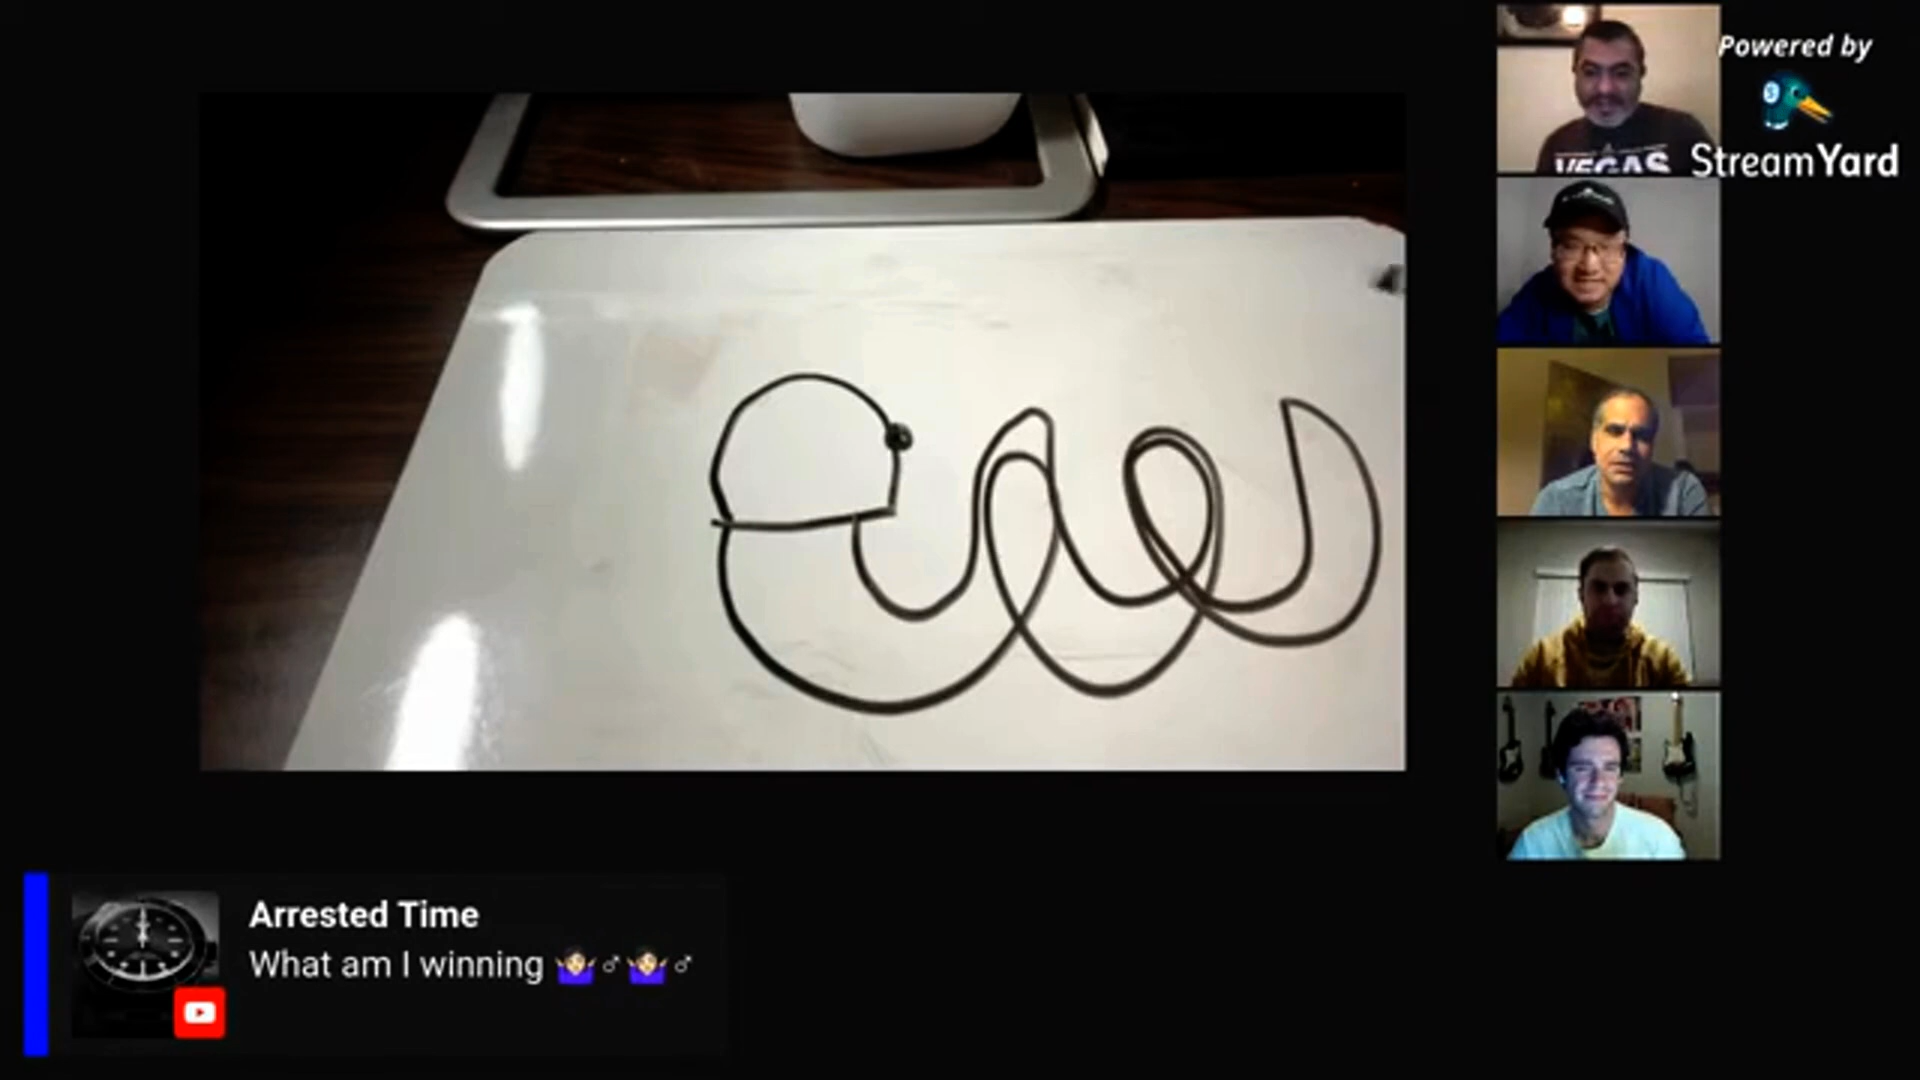 Powered by
StreamYard
VEGAS
Arrested Time
What am I winning 🤷🏻♂🤷🏻♂